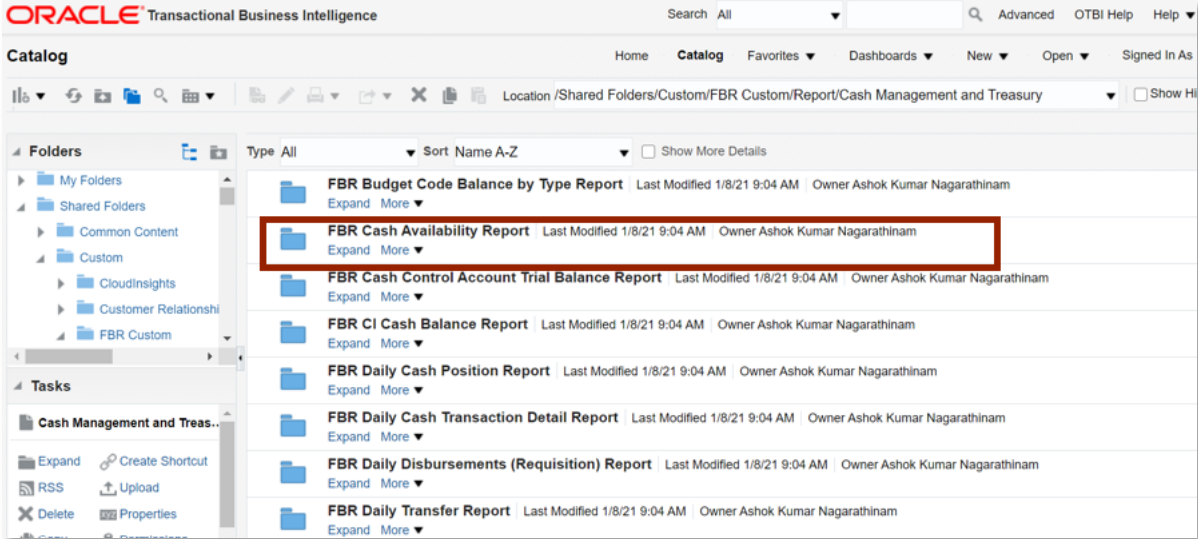 ORACLE Transactional Business Intelligence
Search All Advanced OTBI Help Help
Catalog Home Catalog Favorites Dashboards New Open Signed In As
Location /Shared Folders/Custom/FBR Custom/Report/Cash Management and Treasury Show Hi
Folders
My Folders
Shared Folders
Common Content
Custom
CloudInsights
Customer Relationshi
FBR Custom
Tasks
Cash Management and Treas..
Expand Create Shortcut
RSS Upload
Delete xyz Properties
Copy Permissions
Type All Sort Name A-Z Show More Details
FBR Budget Code Balance by Type Report Last Modified 1/8/21 9:04 AM Owner Ashok Kumar Nagarathinam
Expand More
FBR Cash Availability Report Last Modified 1/8/21 9:04 AM Owner Ashok Kumar Nagarathinam
Expand More
FBR Cash Control Account Trial Balance Report Last Modified 1/8/21 9:04 AM Owner Ashok Kumar Nagarathinam
Expand More
FBR CI Cash Balance Report Last Modified 1/8/21 9:04 AM Owner Ashok Kumar Nagarathinam
Expand More
FBR Daily Cash Position Report Last Modified 1/8/21 9:04 AM Owner Ashok Kumar Nagarathinam
Expand More
FBR Daily Cash Transaction Detail Report Last Modified 1/8/21 9:04 AM Owner Ashok Kumar Nagarathinam
Expand More
FBR Daily Disbursements (Requisition) Report Last Modified 1/8/21 9:04 AM Owner Ashok Kumar Nagarathinam
Expand More
FBR Daily Transfer Report Last Modified 1/8/21 9:04 AM Owner Ashok Kumar Nagarathinam
Expand More